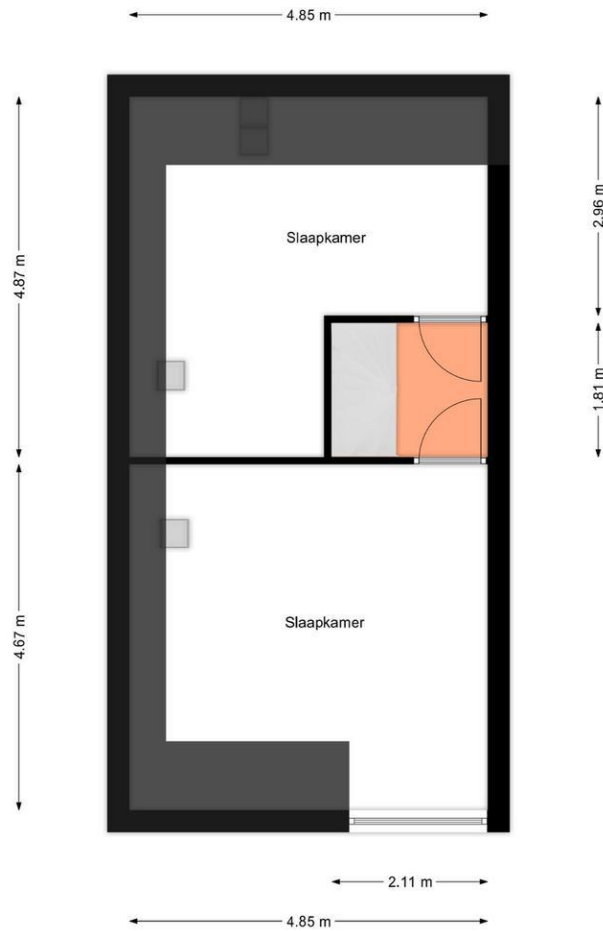 4.85 m
Slaapkamer
4.87 m
2.96 m
1.81 m
Slaapkamer
4.67 m
2.11 m
4.85 m